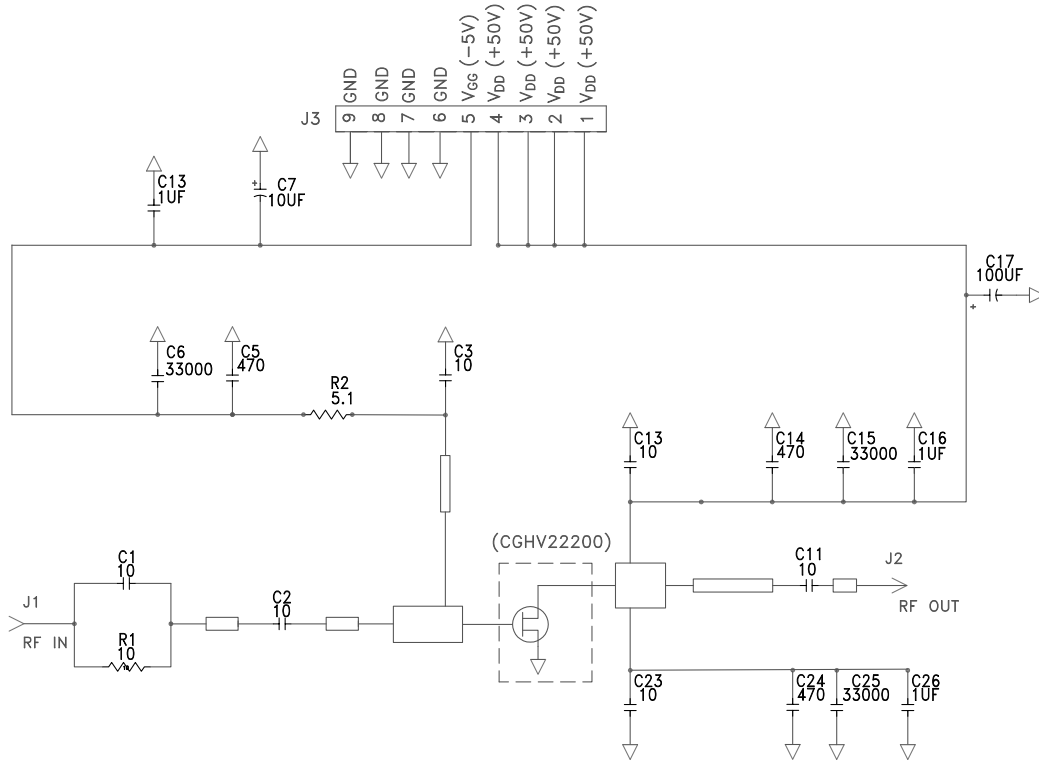 J3
9 GND
8 GND
7 GND
6 GND
5 VGG (-5V)
4 VDD (+50V)
3 VDD (+50V)
2 VDD (+50V)
1 VDD (+50V)
C13
1UF
+
C7
10UF
C17
100UF
+
C6
33000
C5
470
R2
5.1
C3
10
C13
10
C14
470
C15
33000
C16
1UF
(CGHV22200)
J1
RF IN
C1
10
R1
10
C2
10
C11
10
J2
RF OUT
C23
10
C24
470
C25
33000
C26
1UF